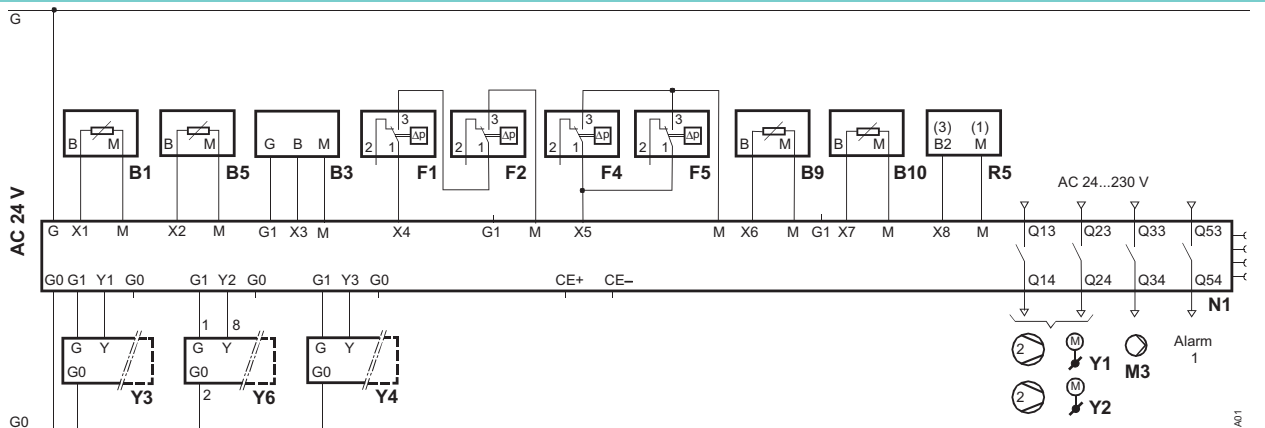 G
AC 24 V
B M B1
B M B5
G B M B3
2 3 1 Δp F1
2 3 1 Δp F2
2 3 1 Δp F4
2 3 1 Δp F5
B M B9
B M B10
(3) (1)
B2 M R5
AC 24...230 V
G X1 M X2 M G1 X3 M X4 G1 M X5 M X6 M G1 X7 M X8 M Q13 Q23 Q33 Q53
G0 G1 Y1 G0 G1 Y2 G0 G1 Y3 G0 CE+ CE– Q14 Q24 Q34 Q54
N1
1 8
G Y
G0 Y3
G Y
G0 Y6
2
G Y
G0 Y4
2 M Y1
2 M Y2
M3
Alarm
1
G0
A01